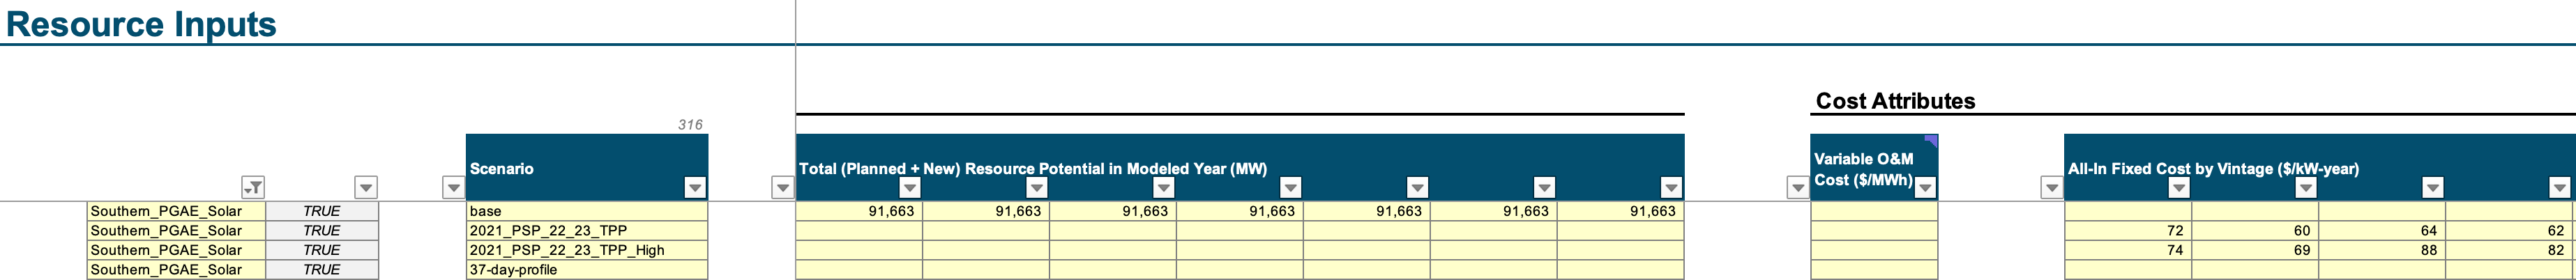 Resource Inputs
Cost Attributes
316
Scenario
Total (Planned + New) Resource Potential in Modeled Year (MW)
Variable O&M
Cost ($/MWh)
All-In Fixed Cost by Vintage ($/kW-year)
Southern_PGAE_Solar TRUE base 91,663 91,663 91,663 91,663 91,663 91,663 91,663
Southern_PGAE_Solar TRUE 2021_PSP_22_23_TPP 72 60 64 62
Southern_PGAE_Solar TRUE 2021_PSP_22_23_TPP_High 74 69 88 82
Southern_PGAE_Solar TRUE 37-day-profile